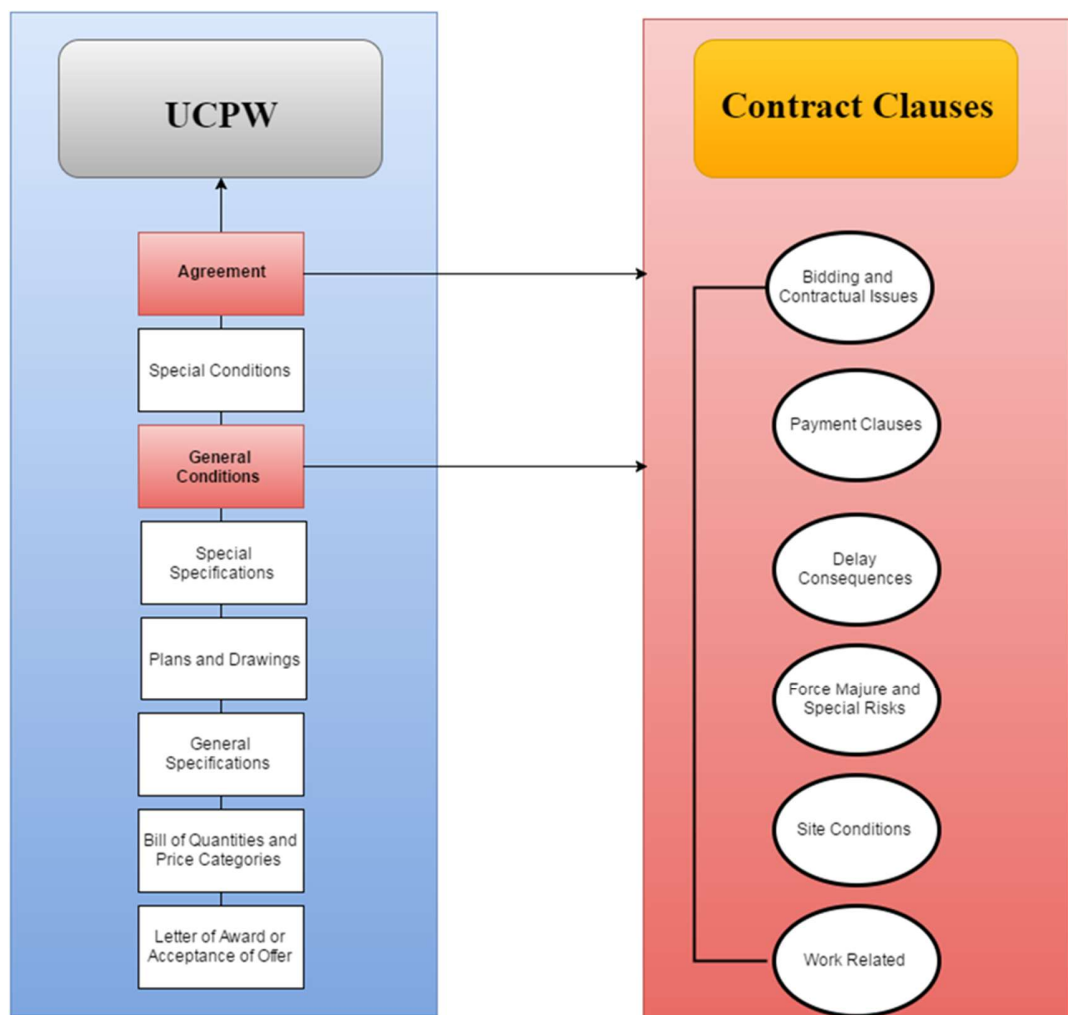 UCPW
Agreement
Special Conditions
General
Conditions
Special
Specifications
Plans and Drawings
General
Specifications
Bill of Quantities and
Price Categories
Letter of Award or
Acceptance of Offer
Contract Clauses
Bidding and
Contractual Issues
Payment Clauses
Delay
Consequences
Force Majure and
Special Risks
Site Conditions
Work Related